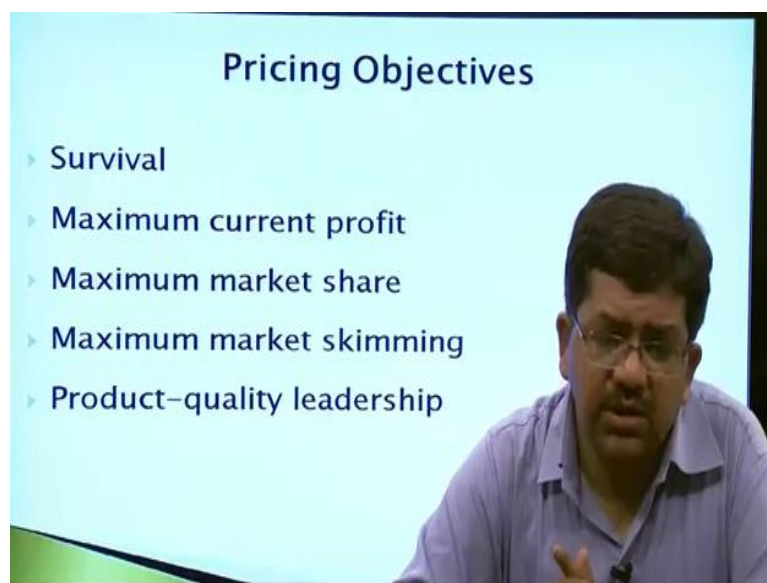 Pricing Objectives
Survival
Maximum current profit
Maximum market share
Maximum market skimming
Product-quality leadership